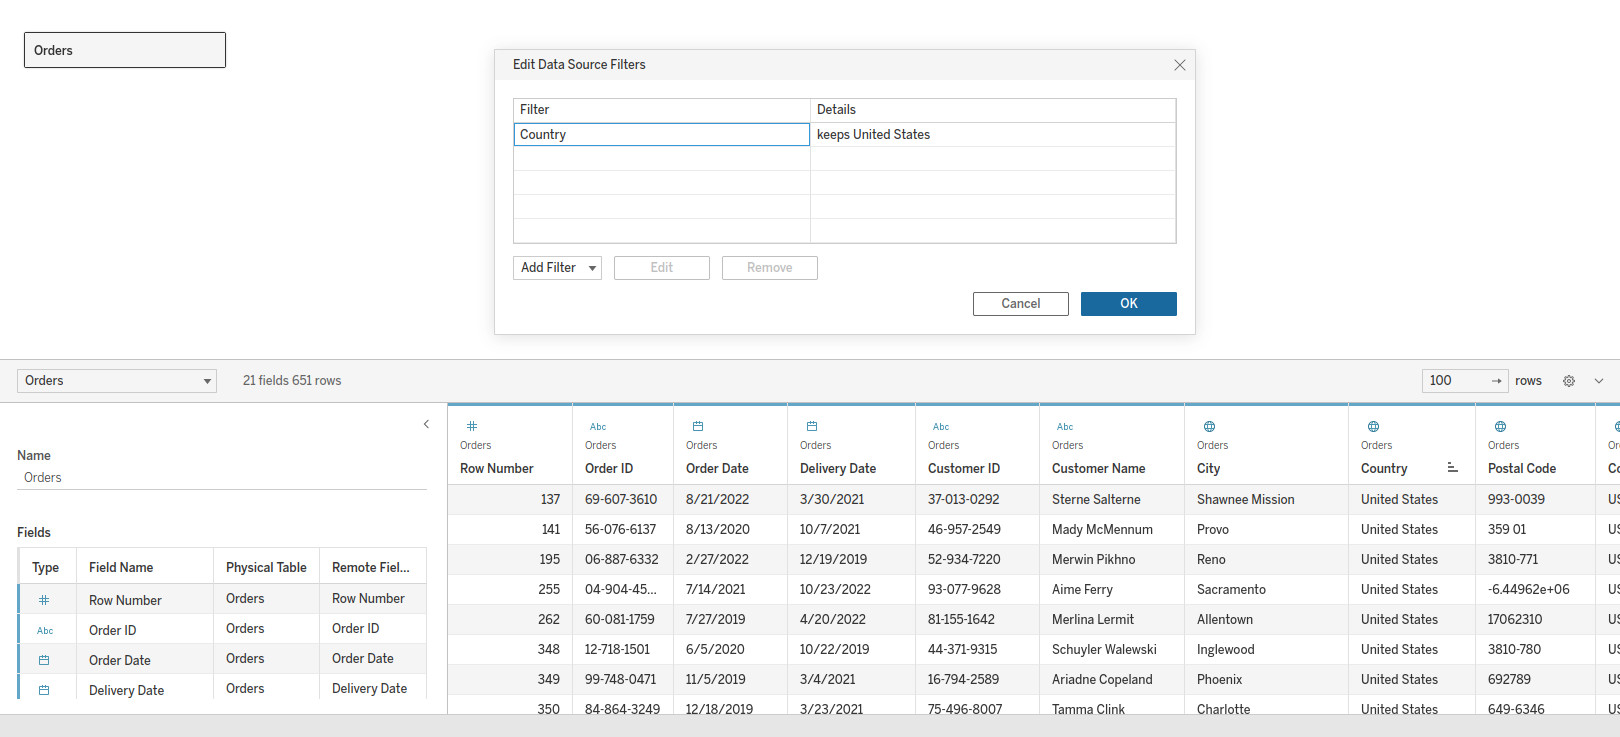 Orders
Edit Data Source Filters
Filter Details
Country keeps United States
Add Filter Edit Remove
Cancel OK
Orders 21 fields 651 rows 100 rows
Name
Orders
Fields
Type Field Name Physical Table Remote Fiel...
Row Number Orders Row Number
Abc Order ID Orders Order ID
Order Date Orders Order Date
Delivery Date Orders Delivery Date
Abc Abc Abc
Orders Orders Orders Orders Orders Orders Orders Orders Orders
Row Number Order ID Order Date Delivery Date Customer ID Customer Name City Country Postal Code
137 69-607-3610 8/21/2022 3/30/2021 37-013-0292 Sterne Salterne Shawnee Mission United States 993-0039
141 56-076-6137 8/13/2020 10/7/2021 46-957-2549 Mady McMennum Provo United States 359 01
195 06-887-6332 2/27/2022 12/19/2019 52-934-7220 Merwin Pikhno Reno United States 3810-771
255 04-904-45... 7/14/2021 10/23/2022 93-077-9628 Aime Ferry Sacramento United States -6.44962e+06
262 60-081-1759 7/27/2019 4/20/2022 81-155-1642 Merlina Lermit Allentown United States 17062310
348 12-718-1501 6/5/2020 10/22/2019 44-371-9315 Schuyler Walewski Inglewood United States 3810-780
349 99-748-0471 11/5/2019 3/4/2021 16-794-2589 Ariadne Copeland Phoenix United States 692789
350 84-864-3249 12/18/2019 3/23/2021 75-496-8007 Tamma Clink Charlotte United States 649-6346